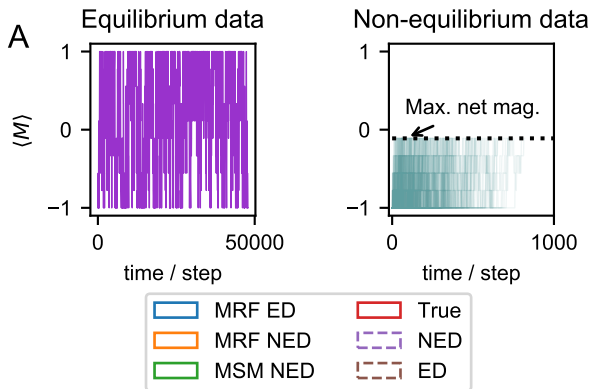 A
Equilibrium data
Non-equilibrium data
1
0
−1
⟨M⟩
0
50000
time / step
1
0
−1
Max. net mag.
0
1000
time / step
MRF ED
MRF NED
MSM NED
True
NED
ED